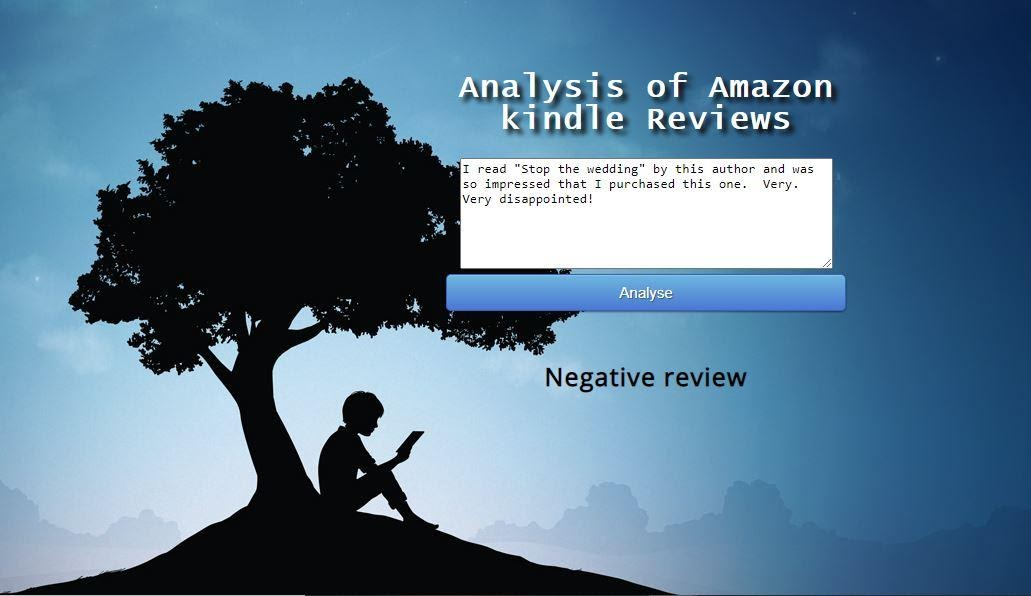 Analysis of Amazon
kindle Reviews
I read "Stop the wedding" by this author and was
so impressed that I purchased this one.  Very.
Very disappointed!
Analyse
Negative review